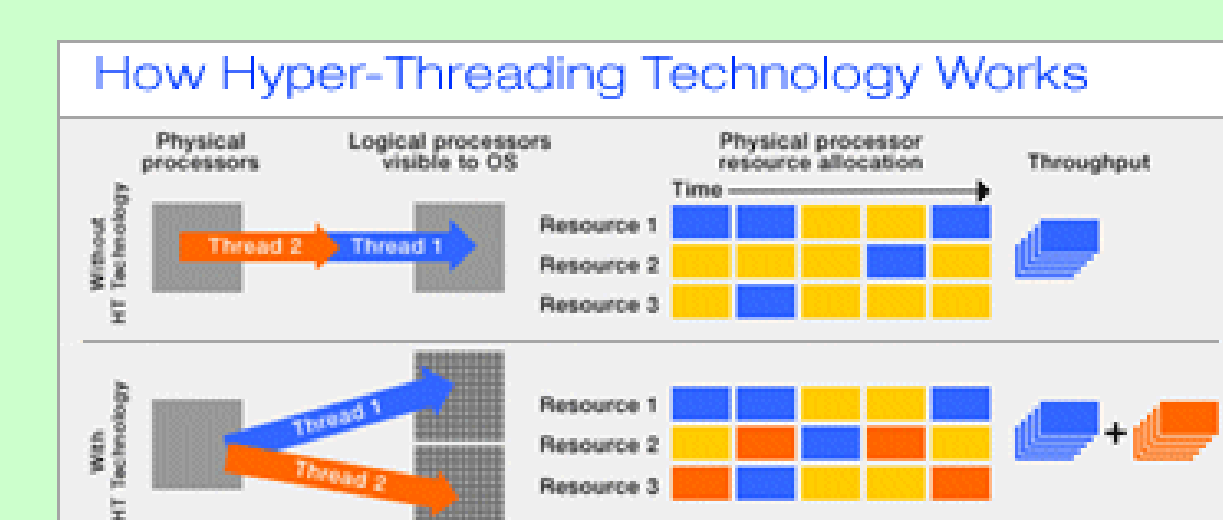 How Hyper-Threading Technology Works
Physical
processors
Logical processors
visible to OS
Physical processor
resource allocation
Throughput
Time
Without
HT Technology
Thread 2
Thread 1
Resource 1
Resource 2
Resource 3
With
HT Technology
Thread 1
Thread 2
Resource 1
Resource 2
Resource 3
+